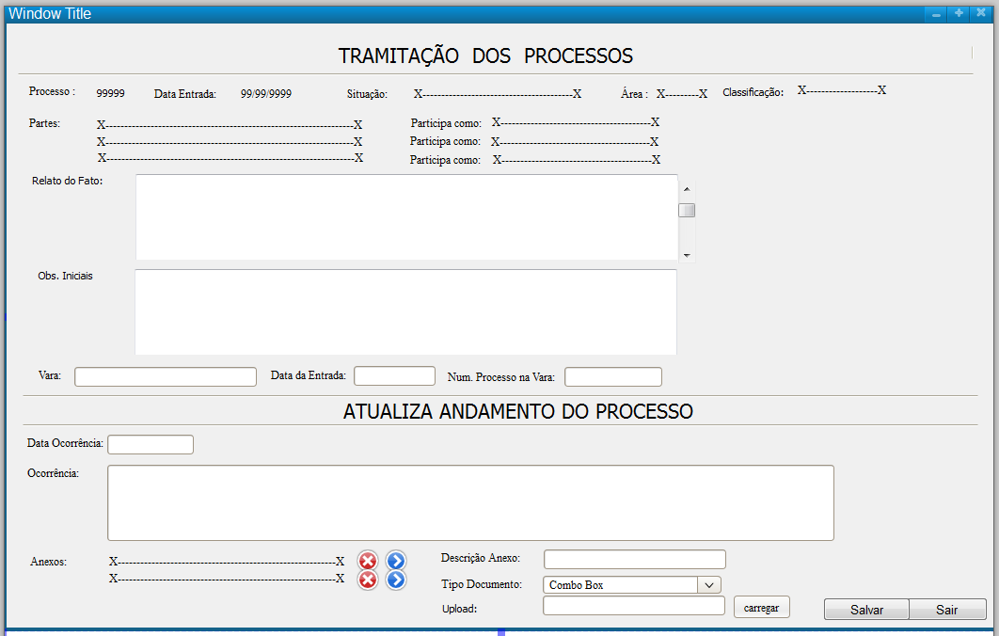 Window Title
TRAMITAÇÃO DOS PROCESSOS
Processo : 99999 Data Entrada: 99/99/9999 Situação: X----------------------------------------X Área : X---------X Classificação: X-------------------X
Partes: X-------------------------------------------------------------------X Participa como: X----------------------------------------X
X-------------------------------------------------------------------X Participa como: X----------------------------------------X
X-------------------------------------------------------------------X Participa como: X----------------------------------------X
Relato do Fato:
Obs. Iniciais
Vara: Data da Entrada: Num. Processo na Vara:
ATUALIZA ANDAMENTO DO PROCESSO
Data Ocorrência:
Ocorrência:
Anexos: X----------------------------------------------------------X Descrição Anexo:
X----------------------------------------------------------X Tipo Documento: Combo Box
Upload: carregar Salvar Sair